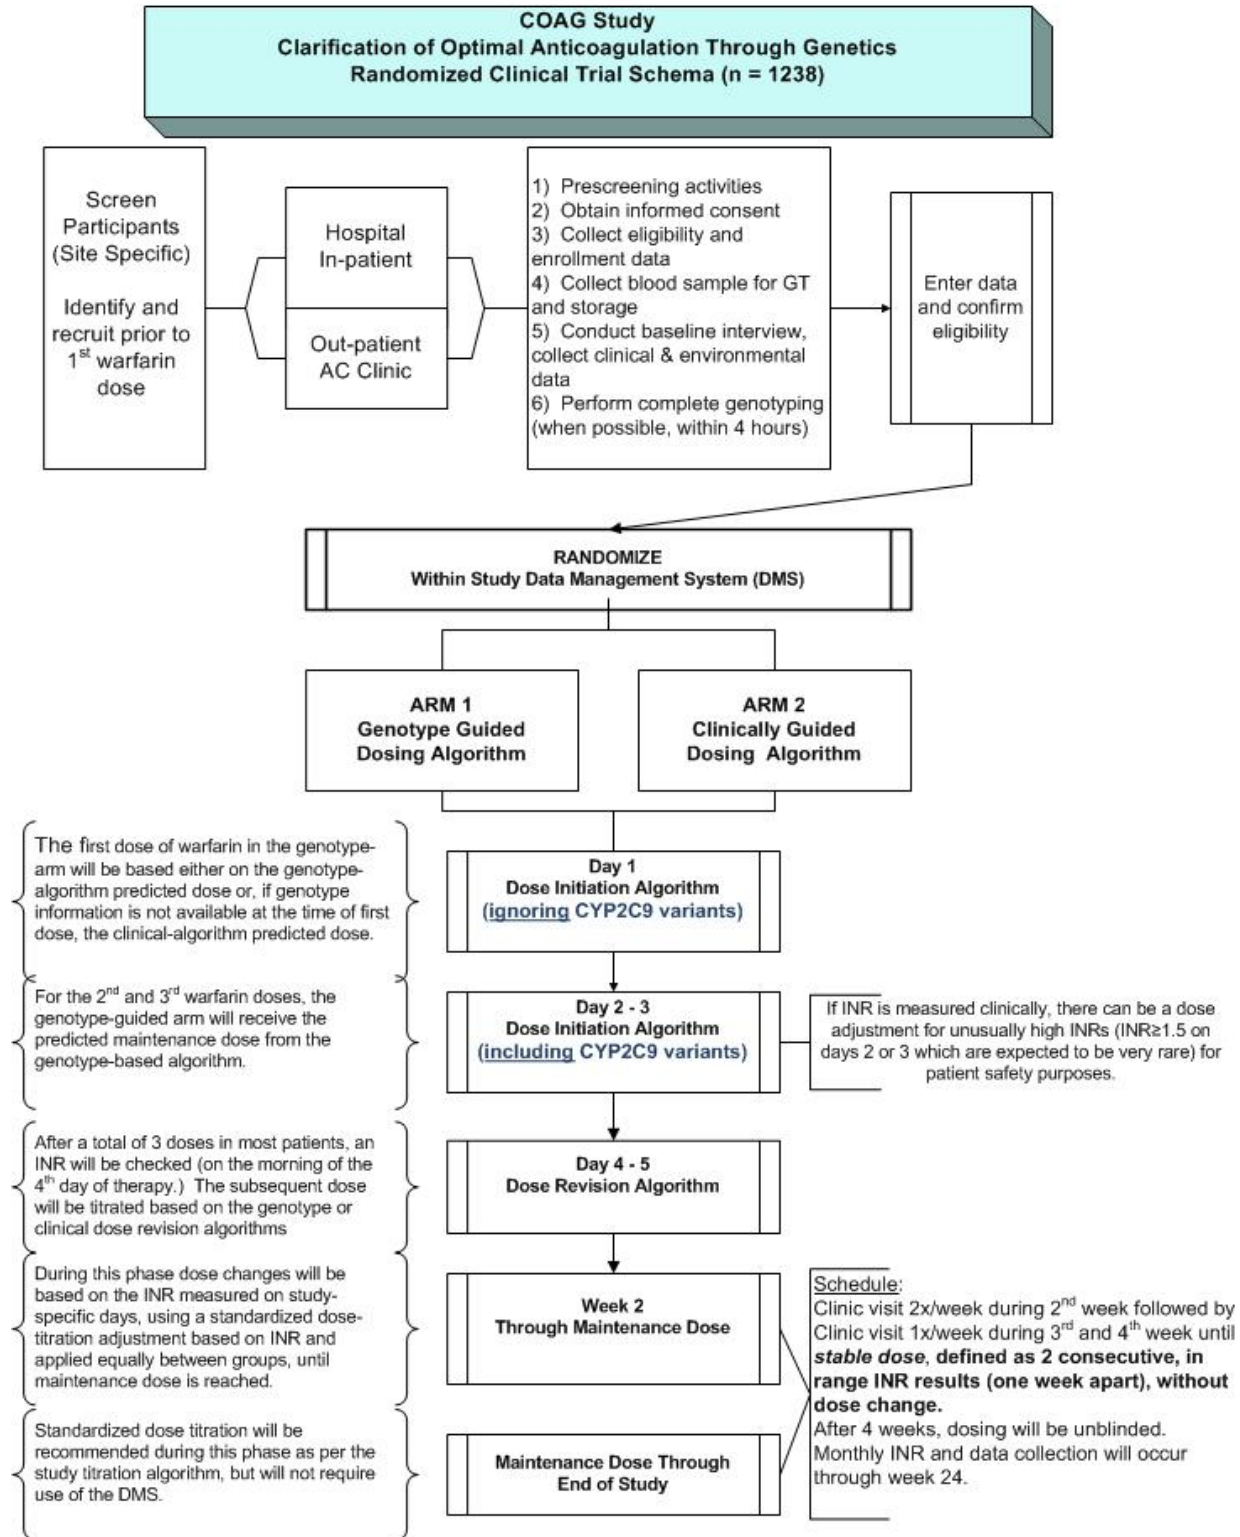 COAG Study
Clarification of Optimal Anticoagulation Through Genetics
Randomized Clinical Trial Schema (n = 1238)
Screen
Participants
(Site Specific)
Identify and
recruit prior to
1st warfarin
dose
Hospital
In-patient
Out-patient
AC Clinic
1) Prescreening activities
2) Obtain informed consent
3) Collect eligibility and
enrollment data
4) Collect blood sample for GT
and storage
5) Conduct baseline interview,
collect clinical & environmental
data
6) Perform complete genotyping
(when possible, within 4 hours)
Enter data
and confirm
eligibility
RANDOMIZE
Within Study Data Management System (DMS)
ARM 1
Genotype Guided
Dosing Algorithm
ARM 2
Clinically Guided
Dosing Algorithm
The first dose of warfarin in the genotype-
arm will be based either on the genotype-
algorithm predicted dose or, if genotype
information is not available at the time of first
dose, the clinical-algorithm predicted dose.
Day 1
Dose Initiation Algorithm
(ignoring CYP2C9 variants)
For the 2nd and 3rd warfarin doses, the
genotype-guided arm will receive the
predicted maintenance dose from the
genotype-based algorithm.
Day 2 - 3
Dose Initiation Algorithm
(including CYP2C9 variants)
If INR is measured clinically, there can be a dose
adjustment for unusually high INRs (INR≥1.5 on
days 2 or 3 which are expected to be very rare) for
patient safety purposes.
After a total of 3 doses in most patients, an
INR will be checked (on the morning of the
4th day of therapy.) The subsequent dose
will be titrated based on the genotype or
clinical dose revision algorithms
Day 4 - 5
Dose Revision Algorithm
During this phase dose changes will be
based on the INR measured on study-
specific days, using a standardized dose-
titration adjustment based on INR and
applied equally between groups, until
maintenance dose is reached.
Week 2
Through Maintenance Dose
Schedule:
Clinic visit 2x/week during 2nd week followed by
Clinic visit 1x/week during 3rd and 4th week until
stable dose, defined as 2 consecutive, in
range INR results (one week apart), without
dose change.
After 4 weeks, dosing will be unblinded.
Monthly INR and data collection will occur
through week 24.
Standardized dose titration will be
recommended during this phase as per the
study titration algorithm, but will not require
use of the DMS.
Maintenance Dose Through
End of Study